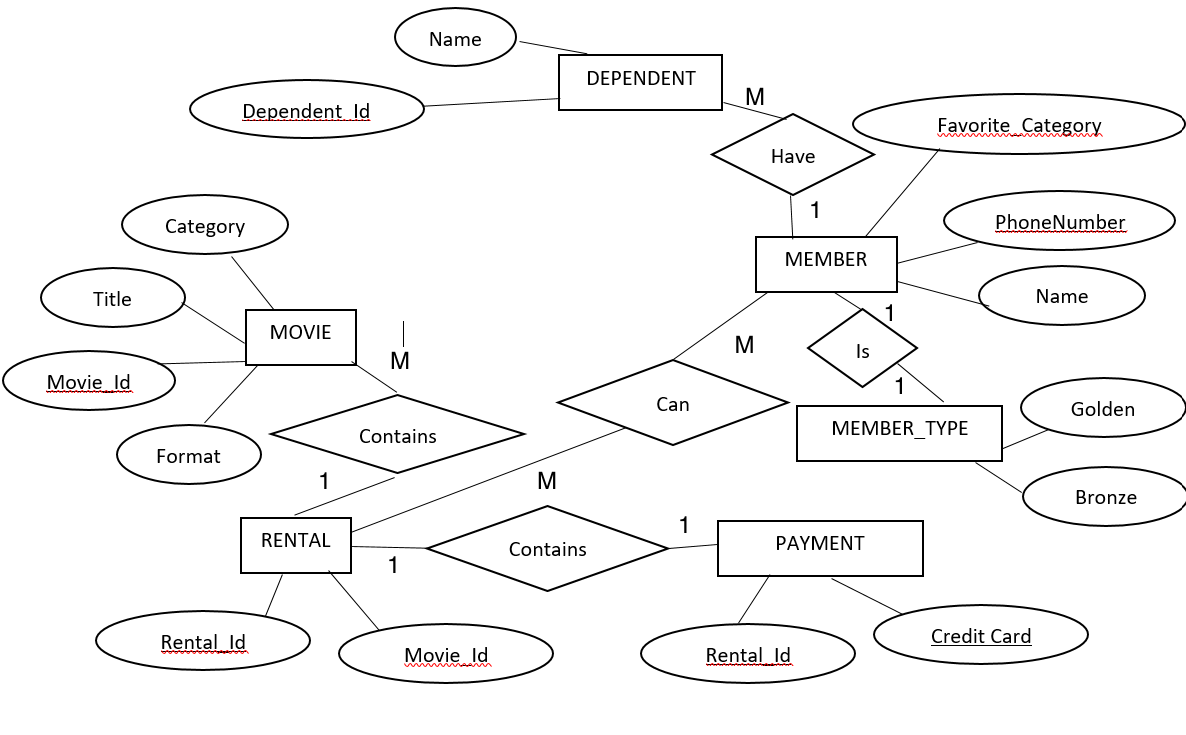 Name
DEPENDENT
M
Dependent_Id
Favorite_Category
Have
1
PhoneNumber
Category
MEMBER
Title
Name
1
MOVIE
M
M
Is
Movie_Id
1
Can
Golden
MEMBER_TYPE
Contains
Format
1
M
Bronze
1
RENTAL
Contains
PAYMENT
1
Rental_Id
Movie_Id
Rental_Id
Credit Card